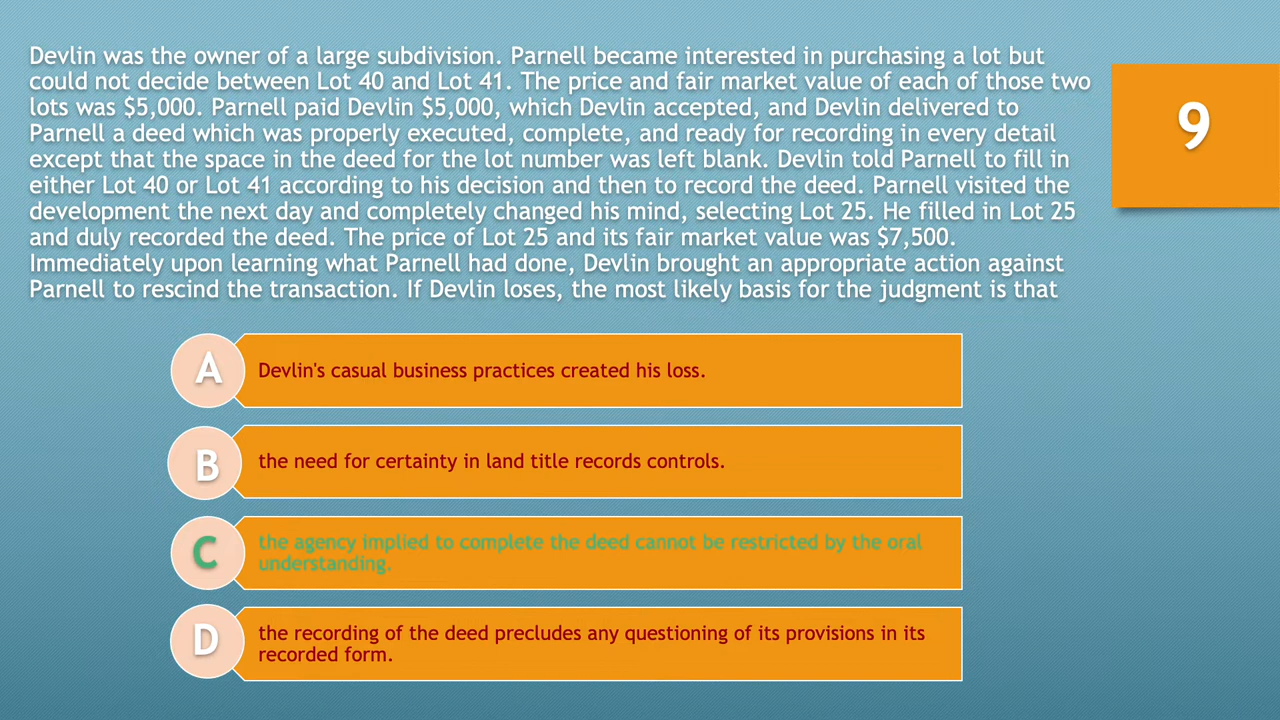 Devlin was the owner of a large subdivision. Parnell became interested in purchasing a lot but
could not decide between Lot 40 and Lot 41. The price and fair market value of each of those two
lots was $5,000. Parnell paid Devlin $5,000, which Devlin accepted, and Devlin delivered to
Parnell a deed which was properly executed, complete, and ready for recording in every detail
except that the space in the deed for the lot number was left blank. Devlin told Parnell to fill in
either Lot 40 or Lot 41 according to his decision and then to record the deed. Parnell visited the
development the next day and completely changed his mind, selecting Lot 25. He filled in Lot 25
and duly recorded the deed. The price of Lot 25 and its fair market value was $7,500.
Immediately upon learning what Parnell had done, Devlin brought an appropriate action against
Parnell to rescind the transaction. If Devlin loses, the most likely basis for the judgment is that
9
A
Devlin's casual business practices created his loss.
B
the need for certainty in land title records controls.
C
the agency implied to complete the deed cannot be restricted by the oral
understanding.
D
the recording of the deed precludes any questioning of its provisions in its
recorded form.